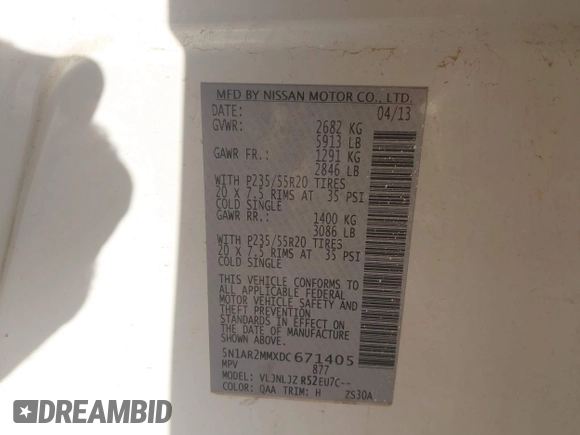 MFD BY NISSAN MOTOR CO., LTD.
DATE: 04/13
GVWR: 2682 KG
5913 LB
GAWR FR.: 1291 KG
2846 LB
WITH P235/55R20 TIRES
20 X 7.5 RIMS AT 35 PSI
COLD SINGLE
GAWR RR.: 1400 KG
3086 LB
WITH P235/55R20 TIRES
20 X 7.5 RIMS AT 35 PSI
COLD SINGLE
THIS VEHICLE CONFORMS TO
ALL APPLICABLE FEDERAL
MOTOR VEHICLE SAFETY AND
THEFT PREVENTION
STANDARDS IN EFFECT ON
THE DATE OF MANUFACTURE
SHOWN ABOVE.
5N1AR2MMXDC671405
MPV 877
MODEL: VLJNLJZ R52EU7C--
COLOR: QAA TRIM: H ZS30A
DREAMBID
DREAMBID